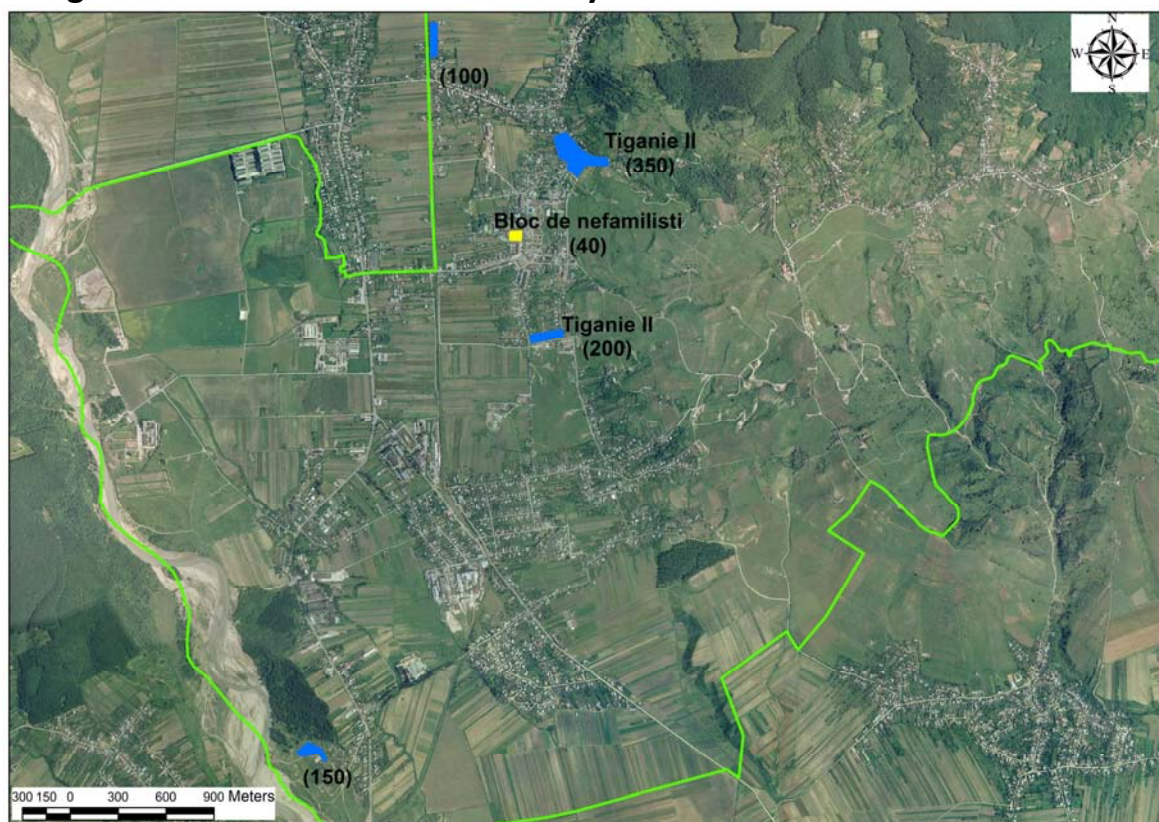 N
W E
S
(100)
Tiganie II
(350)
Bloc de nefamilisti
(40)
Tiganie II
(200)
(150)
300 150 0 300 600 900 Meters